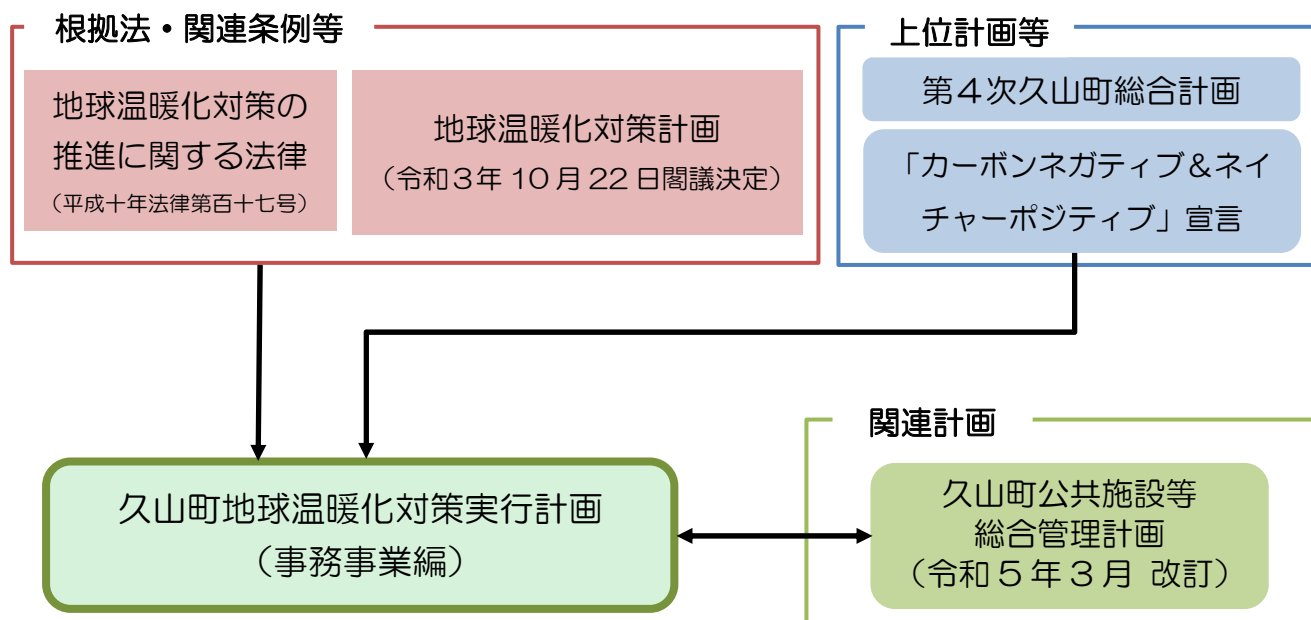 根拠法・関連条例等
地球温暖化対策の
推進に関する法律
（平成十年法律第百十七号）
地球温暖化対策計画
（令和３年 10 月 22 日閣議決定）
上位計画等
第４次久山町総合計画
「カーボンネガティブ＆ネイ
チャーポジティブ」宣言
久山町地球温暖化対策実行計画
（事務事業編）
関連計画
久山町公共施設等
総合管理計画
（令和５年３月 改訂）